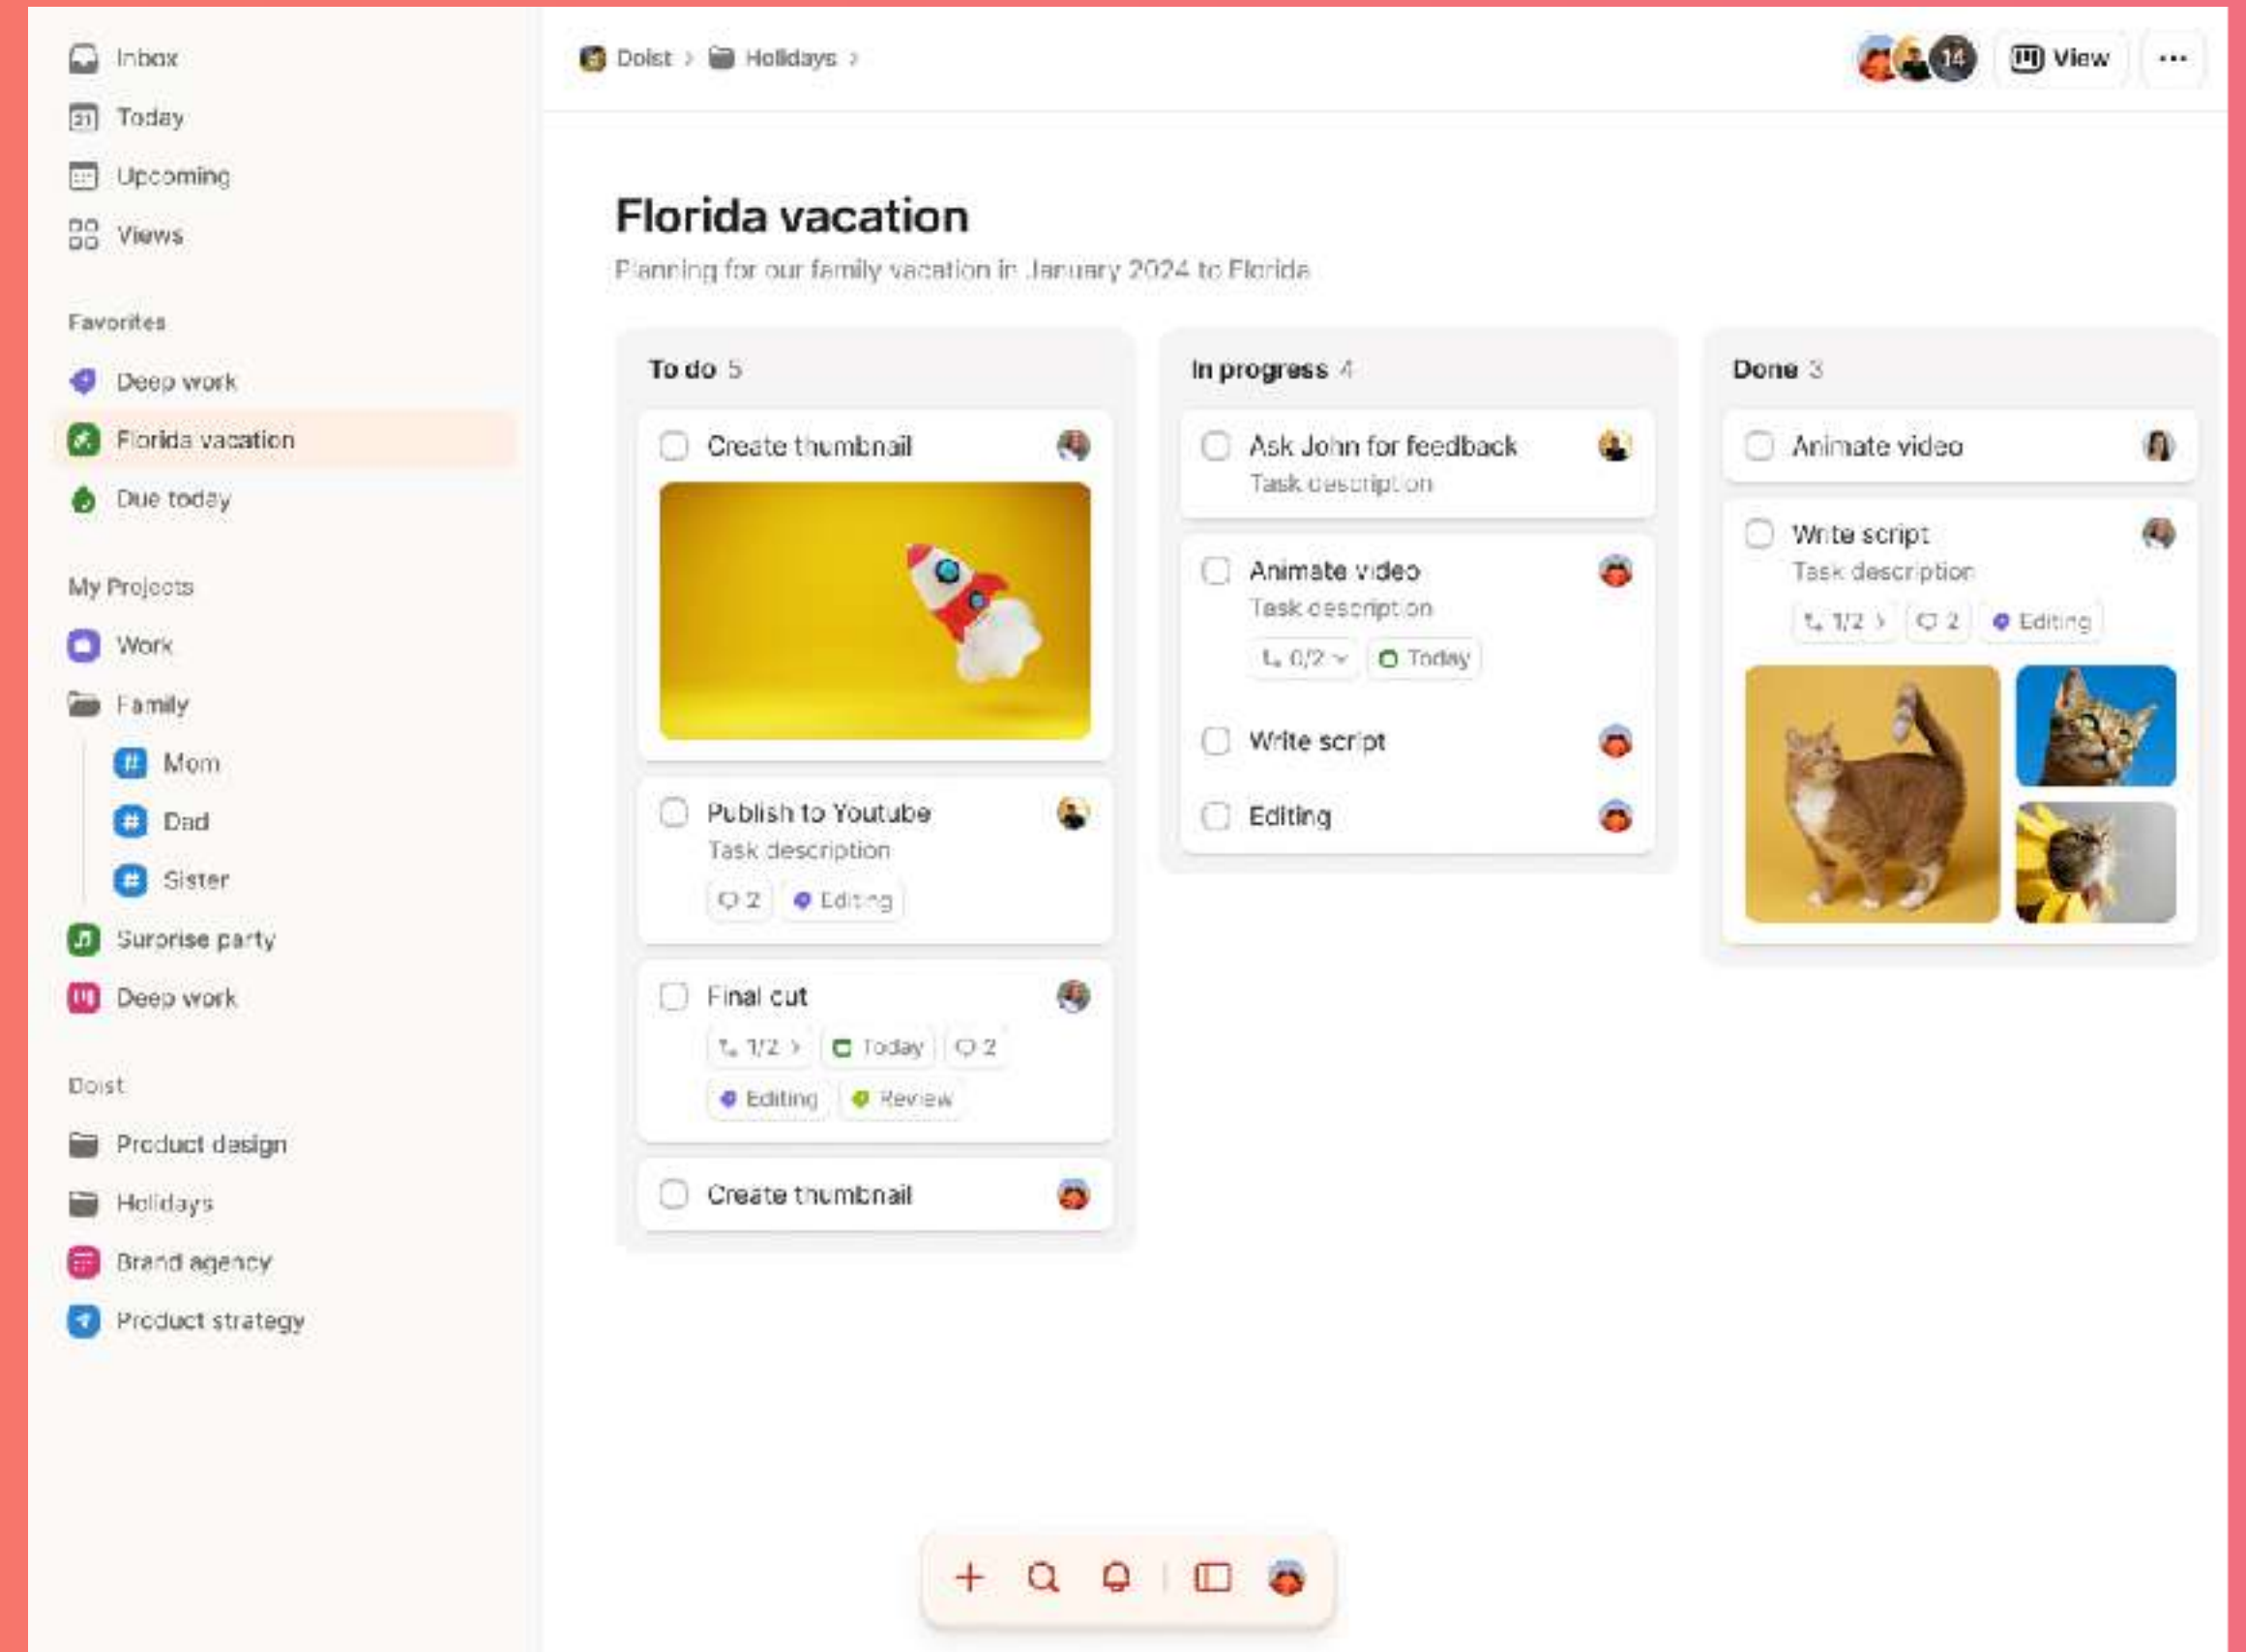 Inbox
Today
Upcoming
Views
Favorites
Deep work
Florida vacation
Due today
My Projects
Work
Family
# Mom
# Dad
# Sister
Surprise party
Deep work
Doist
Product design
Holidays
Brand agency
Product strategy
Doist > Holidays >
14
View
...
Florida vacation
Planning for our family vacation in January 2024 to Florida
To do 5
Create thumbnail
Publish to Youtube
Task description
2 Editing
Final cut
1/2 > Today 2
Editing Review
Create thumbnail
In progress 4
Ask John for feedback
Task description
Animate video
Task description
0/2 Today
Write script
Editing
Done 3
Animate video
Write script
Task description
1/2 > 2 Editing